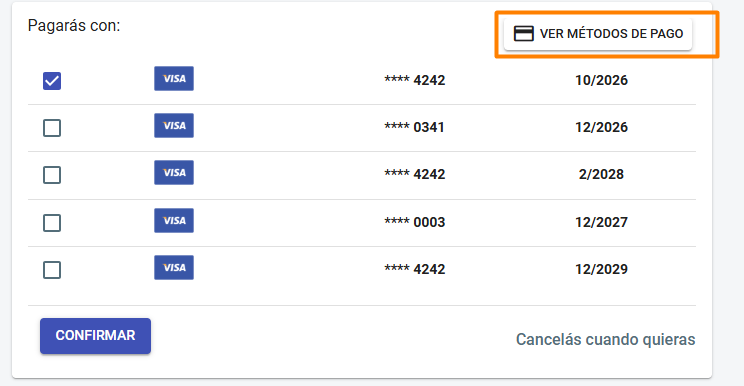 Pagarás con:
VER MÉTODOS DE PAGO
VISA **** 4242 10/2026
VISA **** 0341 12/2026
VISA **** 4242 2/2028
VISA **** 0003 12/2027
VISA **** 4242 12/2029
CONFIRMAR
Cancelás cuando quieras